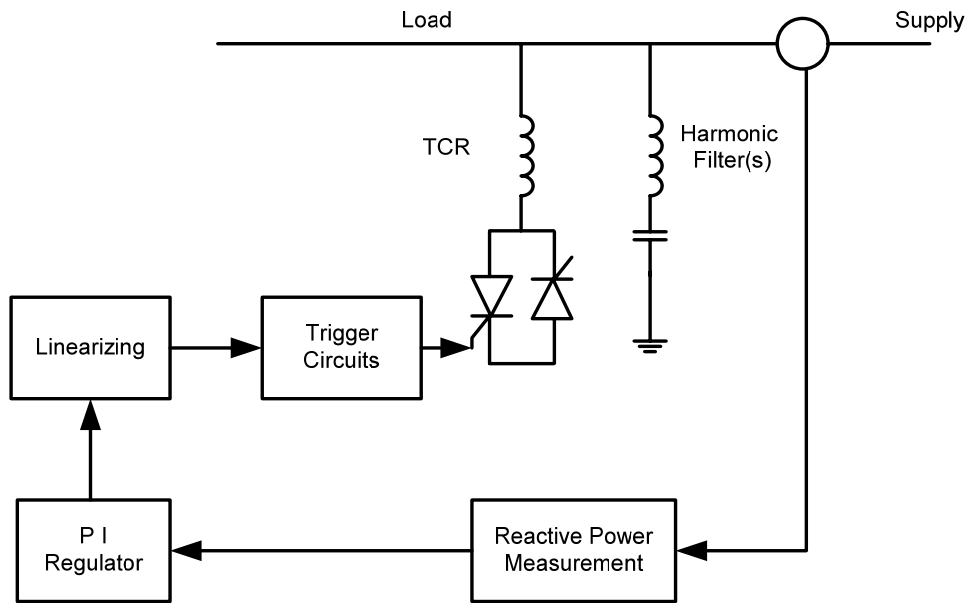 Load
Supply
TCR
Harmonic
Filter(s)
Linearizing
Trigger
Circuits
P I
Regulator
Reactive Power
Measurement